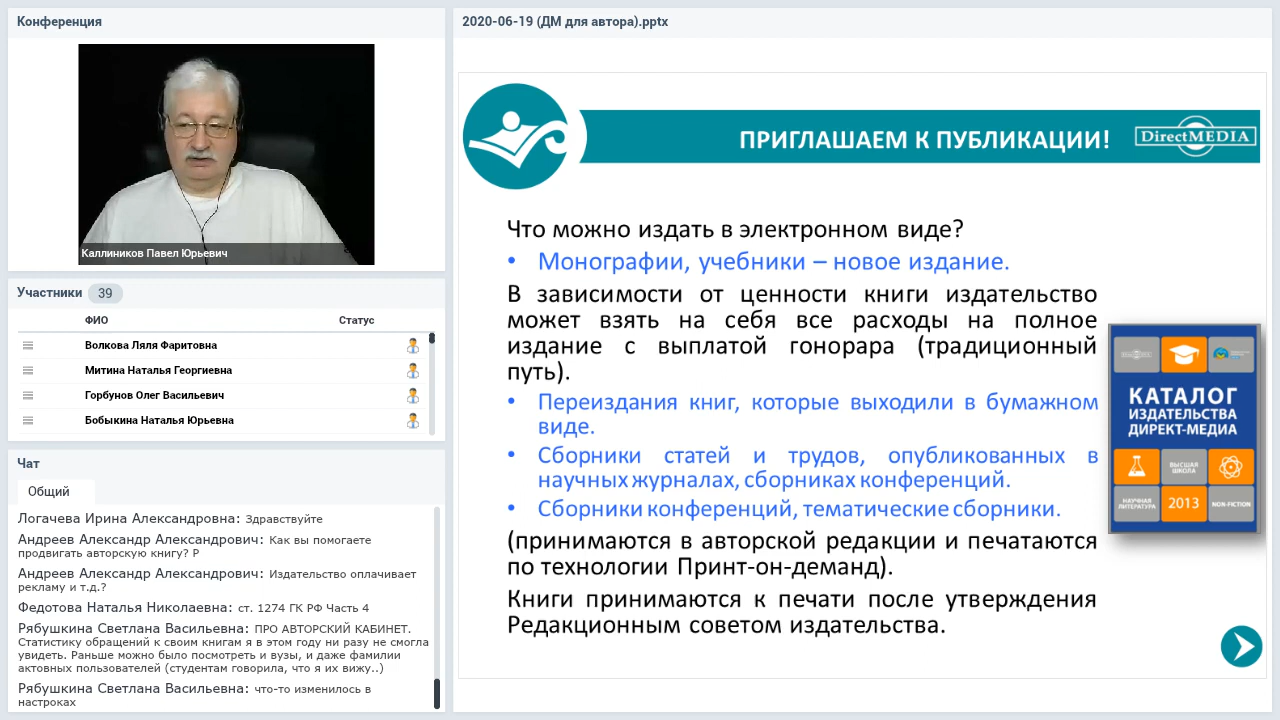 Конференция
Каллиников Павел Юрьевич
Участники 39
ФИО Статус
Волкова Ляля Фаритовна
Митина Наталья Георгиевна
Горбунов Олег Васильевич
Бобыкина Наталья Юрьевна
Чат
Общий
Логачева Ирина Александровна: Здравствуйте
Андреев Александр Александрович: Как вы помогаете
продвигать авторскую книгу? Р
Андреев Александр Александрович: Издательство оплачивает
рекламу и т.д.?
Федотова Наталья Николаевна: ст. 1274 ГК РФ Часть 4
Рябушкина Светлана Васильевна: ПРО АВТОРСКИЙ КАБИНЕТ.
Статистику обращений к своим книгам я в этом году ни разу не смогла
увидеть. Раньше можно было посмотреть и вузы, и даже фамилии
актовных пользователей (студентам говорила, что я их вижу..)
Рябушкина Светлана Васильевна: что-то изменилось в
настроках
2020-06-19 (ДМ для автора).pptx
ПРИГЛАШАЕМ К ПУБЛИКАЦИИ!
DirectMEDIA
Что можно издать в электронном виде?
• Монографии, учебники – новое издание.
В зависимости от ценности книги издательство
может взять на себя все расходы на полное
издание с выплатой гонорара (традиционный
путь).
• Переиздания книг, которые выходили в бумажном
виде.
• Сборники статей и трудов, опубликованных в
научных журналах, сборниках конференций.
• Сборники конференций, тематические сборники.
(принимаются в авторской редакции и печатаются
по технологии Принт-он-деманд).
Книги принимаются к печати после утверждения
Редакционным советом издательства.
КАТАЛОГ
ИЗДАТЕЛЬСТВА
ДИРЕКТ-МЕДИА
ВЫСШАЯ
ШКОЛА
НАУЧНАЯ
ЛИТЕРАТУРА
2013
NON-FICTION